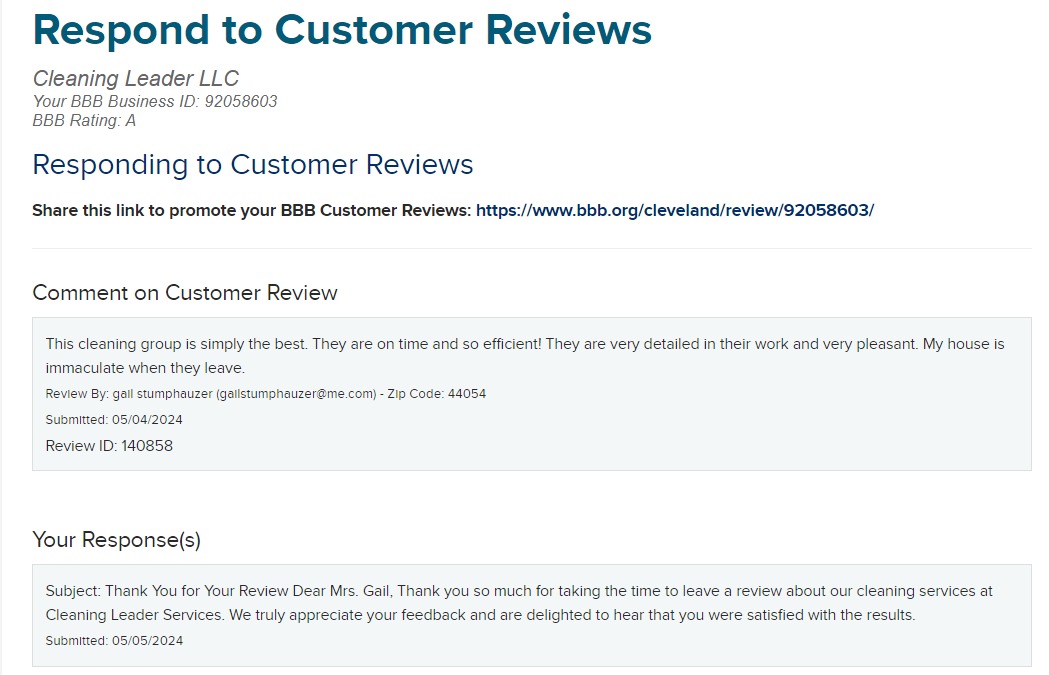 Respond to Customer Reviews
Cleaning Leader LLC
Your BBB Business ID: 92058603
BBB Rating: A
Responding to Customer Reviews
Share this link to promote your BBB Customer Reviews: https://www.bbb.org/cleveland/review/92058603/
Comment on Customer Review
This cleaning group is simply the best. They are on time and so efficient! They are very detailed in their work and very pleasant. My house is
immaculate when they leave.
Review By: gail stumphauzer (gailstumphauzer@me.com) - Zip Code: 44054
Submitted: 05/04/2024
Review ID: 140858
Your Response(s)
Subject: Thank You for Your Review Dear Mrs. Gail, Thank you so much for taking the time to leave a review about our cleaning services at
Cleaning Leader Services. We truly appreciate your feedback and are delighted to hear that you were satisfied with the results.
Submitted: 05/05/2024